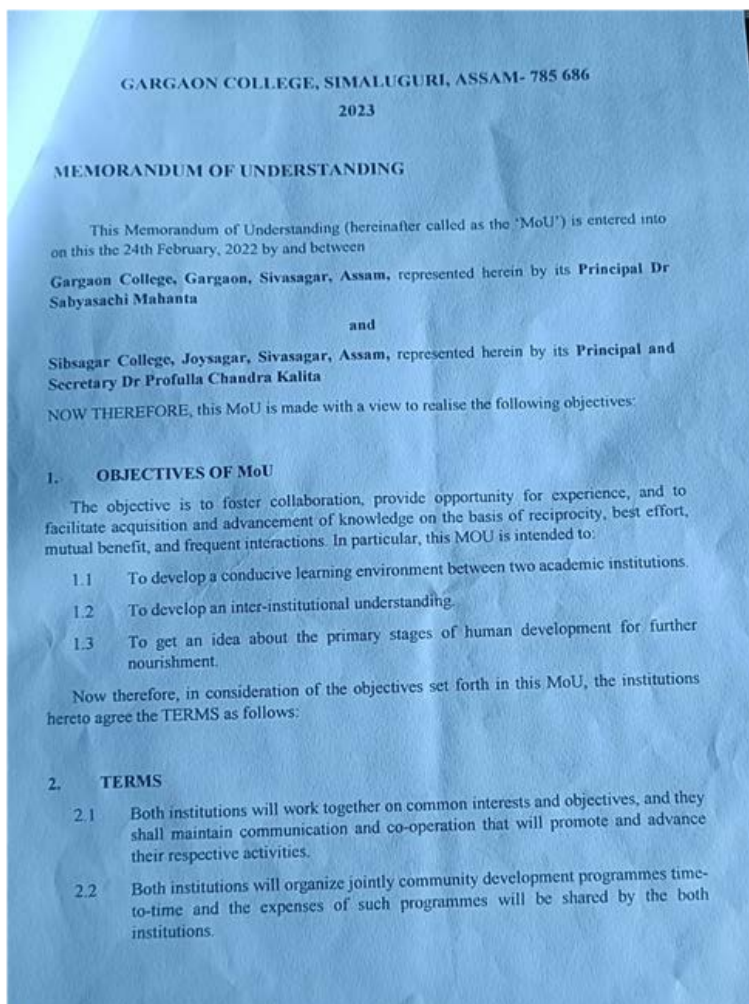 GARGAON COLLEGE, SIMALUGURI, ASSAM- 785 686
2023
MEMORANDUM OF UNDERSTANDING
This Memorandum of Understanding (hereinafter called as the 'MoU') is entered into
on this the 24th February, 2022 by and between
Gargaon College, Gargaon, Sivasagar, Assam, represented herein by its Principal Dr
Sabyasachi Mahanta
and
Sibsagar College, Joysagar, Sivasagar, Assam, represented herein by its Principal and
Secretary Dr Profulla Chandra Kalita
NOW THEREFORE, this MoU is made with a view to realise the following objectives:
1. OBJECTIVES OF MoU
The objective is to foster collaboration, provide opportunity for experience, and to
facilitate acquisition and advancement of knowledge on the basis of reciprocity, best effort,
mutual benefit, and frequent interactions. In particular, this MOU is intended to:
1.1 To develop a conducive learning environment between two academic institutions.
1.2 To develop an inter-institutional understanding.
1.3 To get an idea about the primary stages of human development for further
nourishment.
Now therefore, in consideration of the objectives set forth in this MoU, the institutions
hereto agree the TERMS as follows:
2. TERMS
2.1 Both institutions will work together on common interests and objectives, and they
shall maintain communication and co-operation that will promote and advance
their respective activities.
2.2 Both institutions will organize jointly community development programmes time-
to-time and the expenses of such programmes will be shared by the both
institutions.